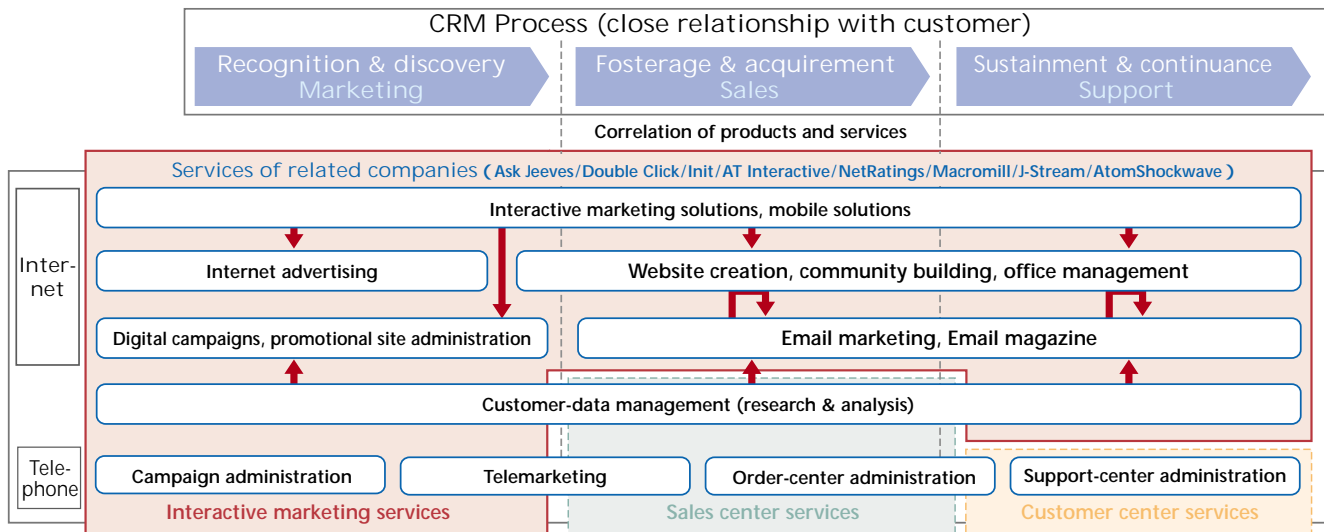 CRM Process (close relationship with customer)
Recognition & discovery
Marketing
Fosterage & acquirement
Sales
Sustainment & continuance
Support
Correlation of products and services
Services of related companies (Ask Jeeves/Double Click/Init/AT Interactive/NetRatings/Macromill/J-Stream/AtomShockwave)
Inter-
net
Interactive marketing solutions, mobile solutions
Internet advertising
Website creation, community building, office management
Digital campaigns, promotional site administration
Email marketing, Email magazine
Customer-data management (research & analysis)
Tele-
phone
Campaign administration
Telemarketing
Order-center administration
Support-center administration
Interactive marketing services
Sales center services
Customer center services